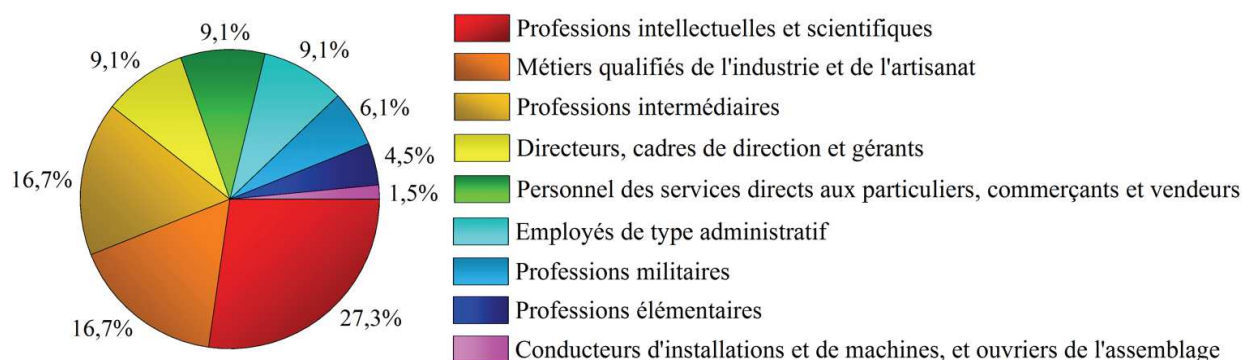 9,1%
9,1%
9,1%
6,1%
4,5%
1,5%
16,7%
16,7%
27,3%
Professions intellectuelles et scientifiques
Métiers qualifiés de l'industrie et de l'artisanat
Professions intermédiaires
Directeurs, cadres de direction et gérants
Personnel des services directs aux particuliers, commerçants et vendeurs
Employés de type administratif
Professions militaires
Professions élémentaires
Conducteurs d'installations et de machines, et ouvriers de l'assemblage